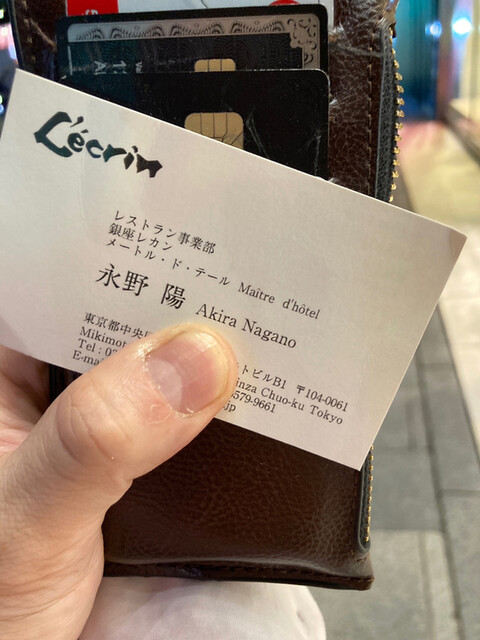 L'écrin
レストラン事業部
銀座レカン
メートル・ド・テール Maître d'hôtel
永野 陽 Akira Nagano
東京都中央 トビルB1 〒104-0061
Mikimo inza Chuo-ku Tokyo
Tel : 579-9661
E-ma .jp